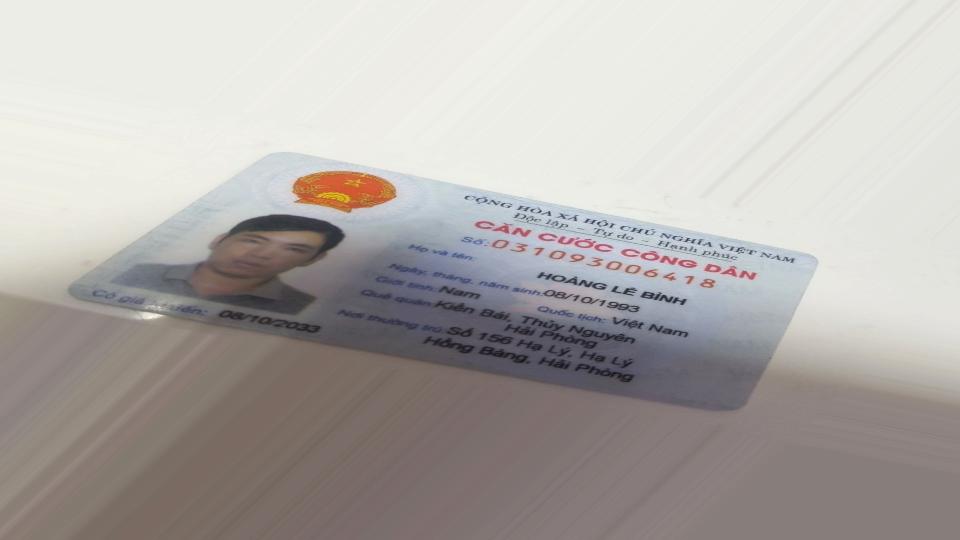 CỘNG HÒA XÃ HỘI CHỦ NGHĨA VIỆT NAM
Độc lập - Tự do - Hạnh phúc
CĂN CƯỚC CÔNG DÂN
Số: 031093006418
Họ và tên:
HOÀNG LÊ BÌNH
Ngày, tháng, năm sinh: 08/10/1993
Giới tính: Nam Quốc tịch: Việt Nam
Quê quán: Kiền Bái, Thủy Nguyên
Hải Phòng
Nơi thường trú: Số 156 Hạ Lý, Hạ Lý
Hồng Bàng, Hải Phòng
Có giá đến: 08/10/2033